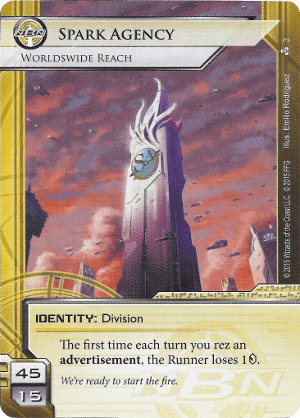 NBN
SPARK AGENCY
WORLDSWIDE REACH
3
Illus. Emilio Rodríguez
© 2015 Wizards of the Coast LLC. © 2015 FFG
SA
IDENTITY: Division
The first time each turn you rez an
advertisement, the Runner loses 1
We're ready to start the fire.
45
15
NBN